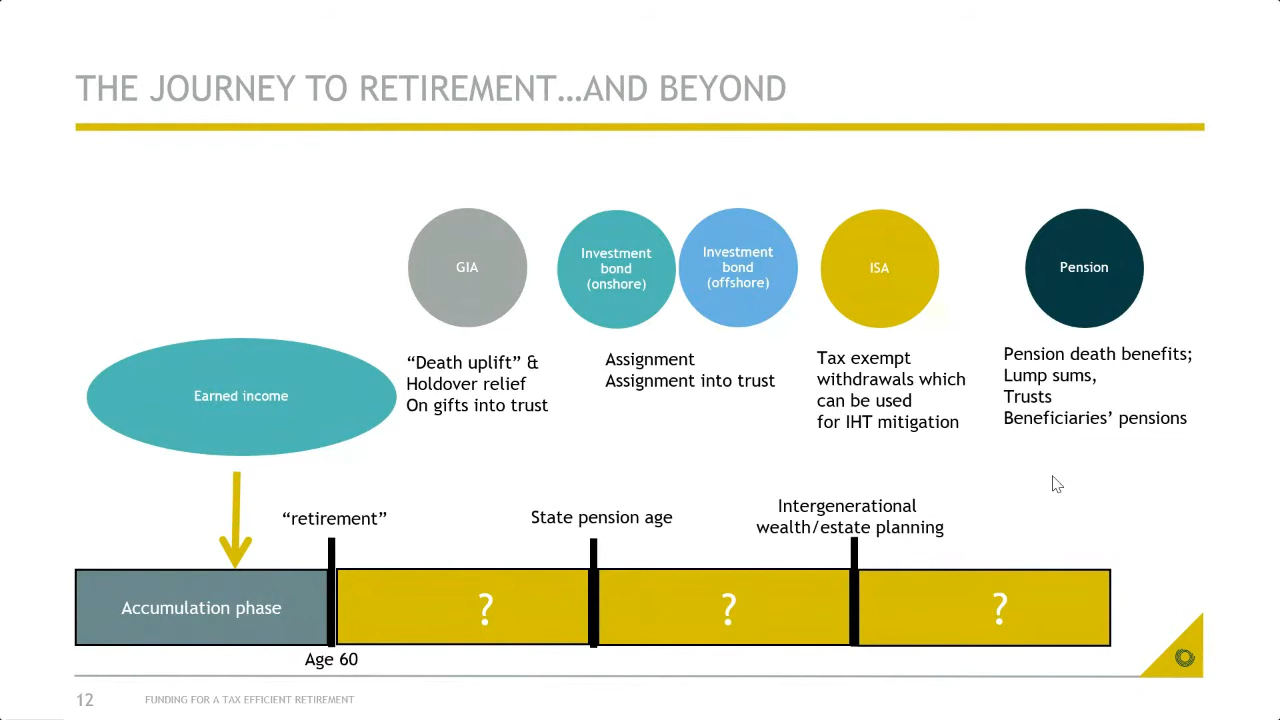 THE JOURNEY TO RETIREMENT...AND BEYOND
GIA
Investment
bond
(onshore)
Investment
bond
(offshore)
ISA
Pension
Earned income
“Death uplift” &
Holdover relief
On gifts into trust
Assignment
Assignment into trust
Tax exempt
withdrawals which
can be used
for IHT mitigation
Pension death benefits;
Lump sums,
Trusts
Beneficiaries’ pensions
“retirement”
State pension age
Intergenerational
wealth/estate planning
Accumulation phase
?
?
?
Age 60
12
FUNDING FOR A TAX EFFICIENT RETIREMENT